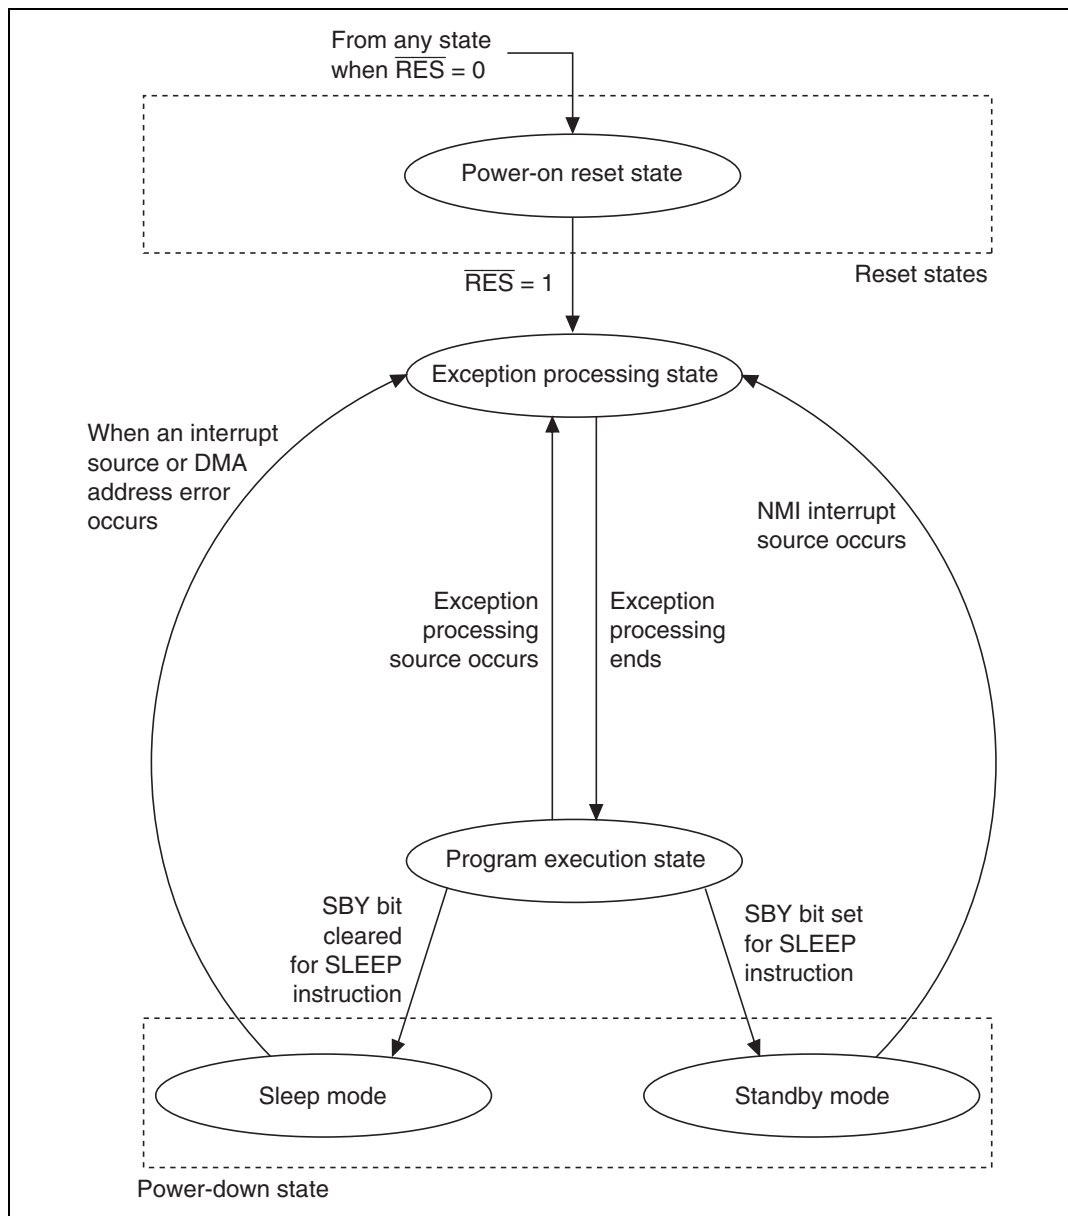 From any state
when R̅E̅S̅ = 0
Power-on reset state
Reset states
R̅E̅S̅ = 1
Exception processing state
When an interrupt
source or DMA
address error
occurs
NMI interrupt
source occurs
Exception
processing
source occurs
Exception
processing
ends
Program execution state
SBY bit
cleared
for SLEEP
instruction
SBY bit set
for SLEEP
instruction
Sleep mode
Standby mode
Power-down state